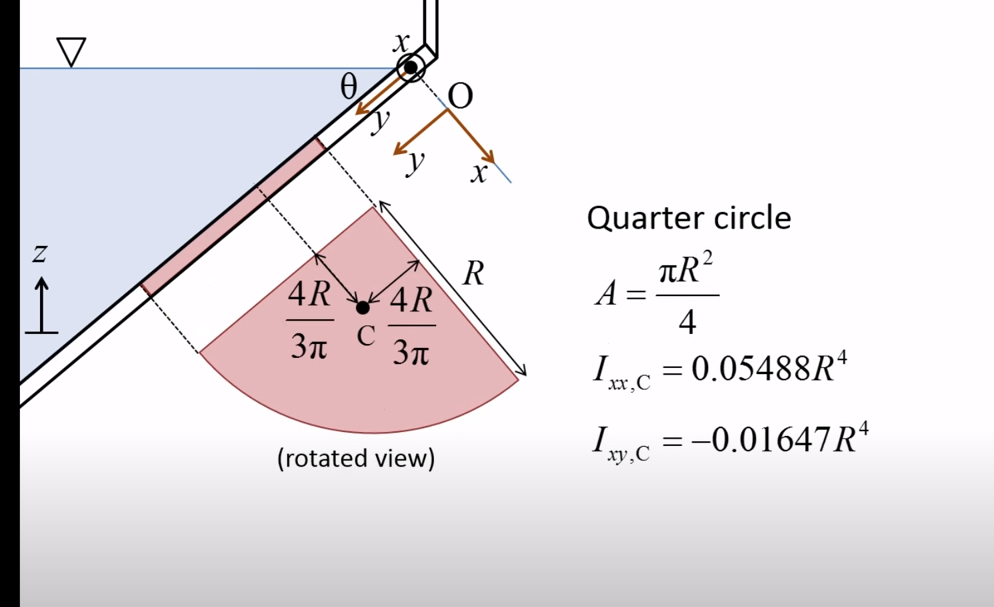 x
θ
O
y
y
x
Quarter circle
z
R
A = πR²/4
4R/3π
C
4R/3π
I_xx,C = 0.05488R⁴
I_xy,C = –0.01647R⁴
(rotated view)